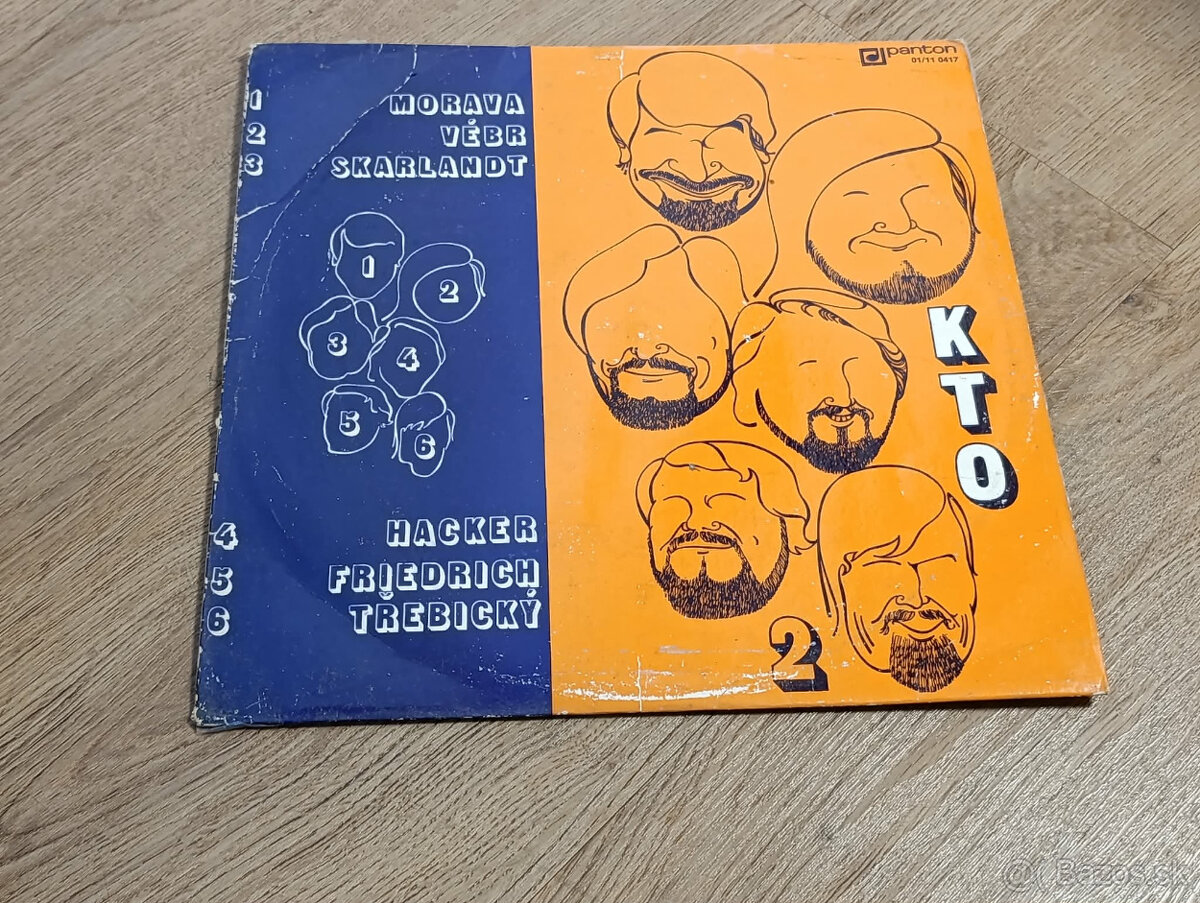 1 MORAVA
2 VÉBR
3 SKARLANDT
1
2
3
4
5
6
4 HACKER
5 FRIEDRICH
6 TŘEBICKÝ
panton
01/11 0417
KTO
2
Bazos.sk